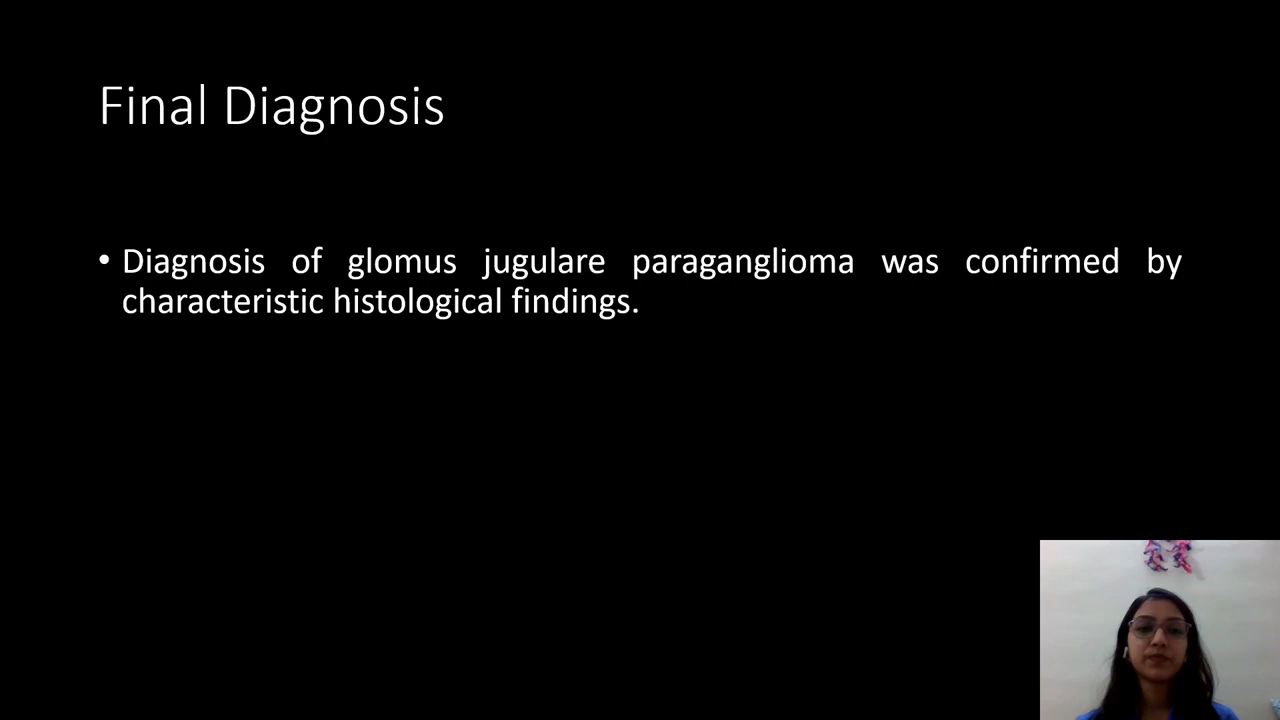 Final Diagnosis
• Diagnosis of glomus jugulare paraganglioma was confirmed by
characteristic histological findings.